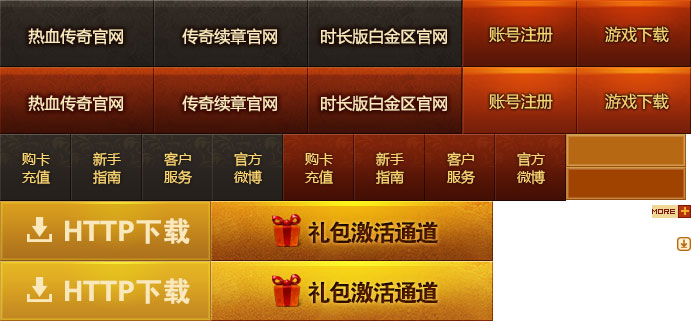 热血传奇官网 传奇续章官网 时长版白金区官网 账号注册 游戏下载
热血传奇官网 传奇续章官网 时长版白金区官网 账号注册 游戏下载
购卡 新手 客户 官方 购卡 新手 客户 官方
充值 指南 服务 微博 充值 指南 服务 微博
MORE
HTTP下载 礼包激活通道
HTTP下载 礼包激活通道